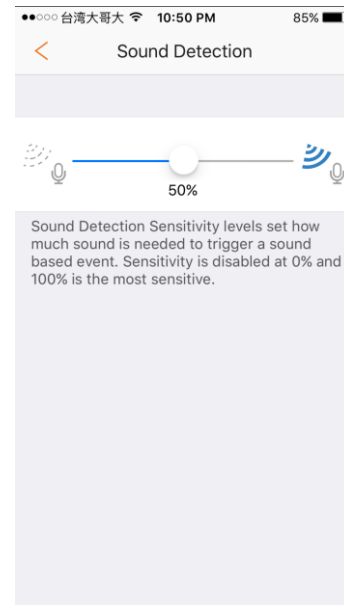 台湾大哥大 10:50 PM 85%
Sound Detection
50%
Sound Detection Sensitivity levels set how
much sound is needed to trigger a sound
based event. Sensitivity is disabled at 0% and
100% is the most sensitive.